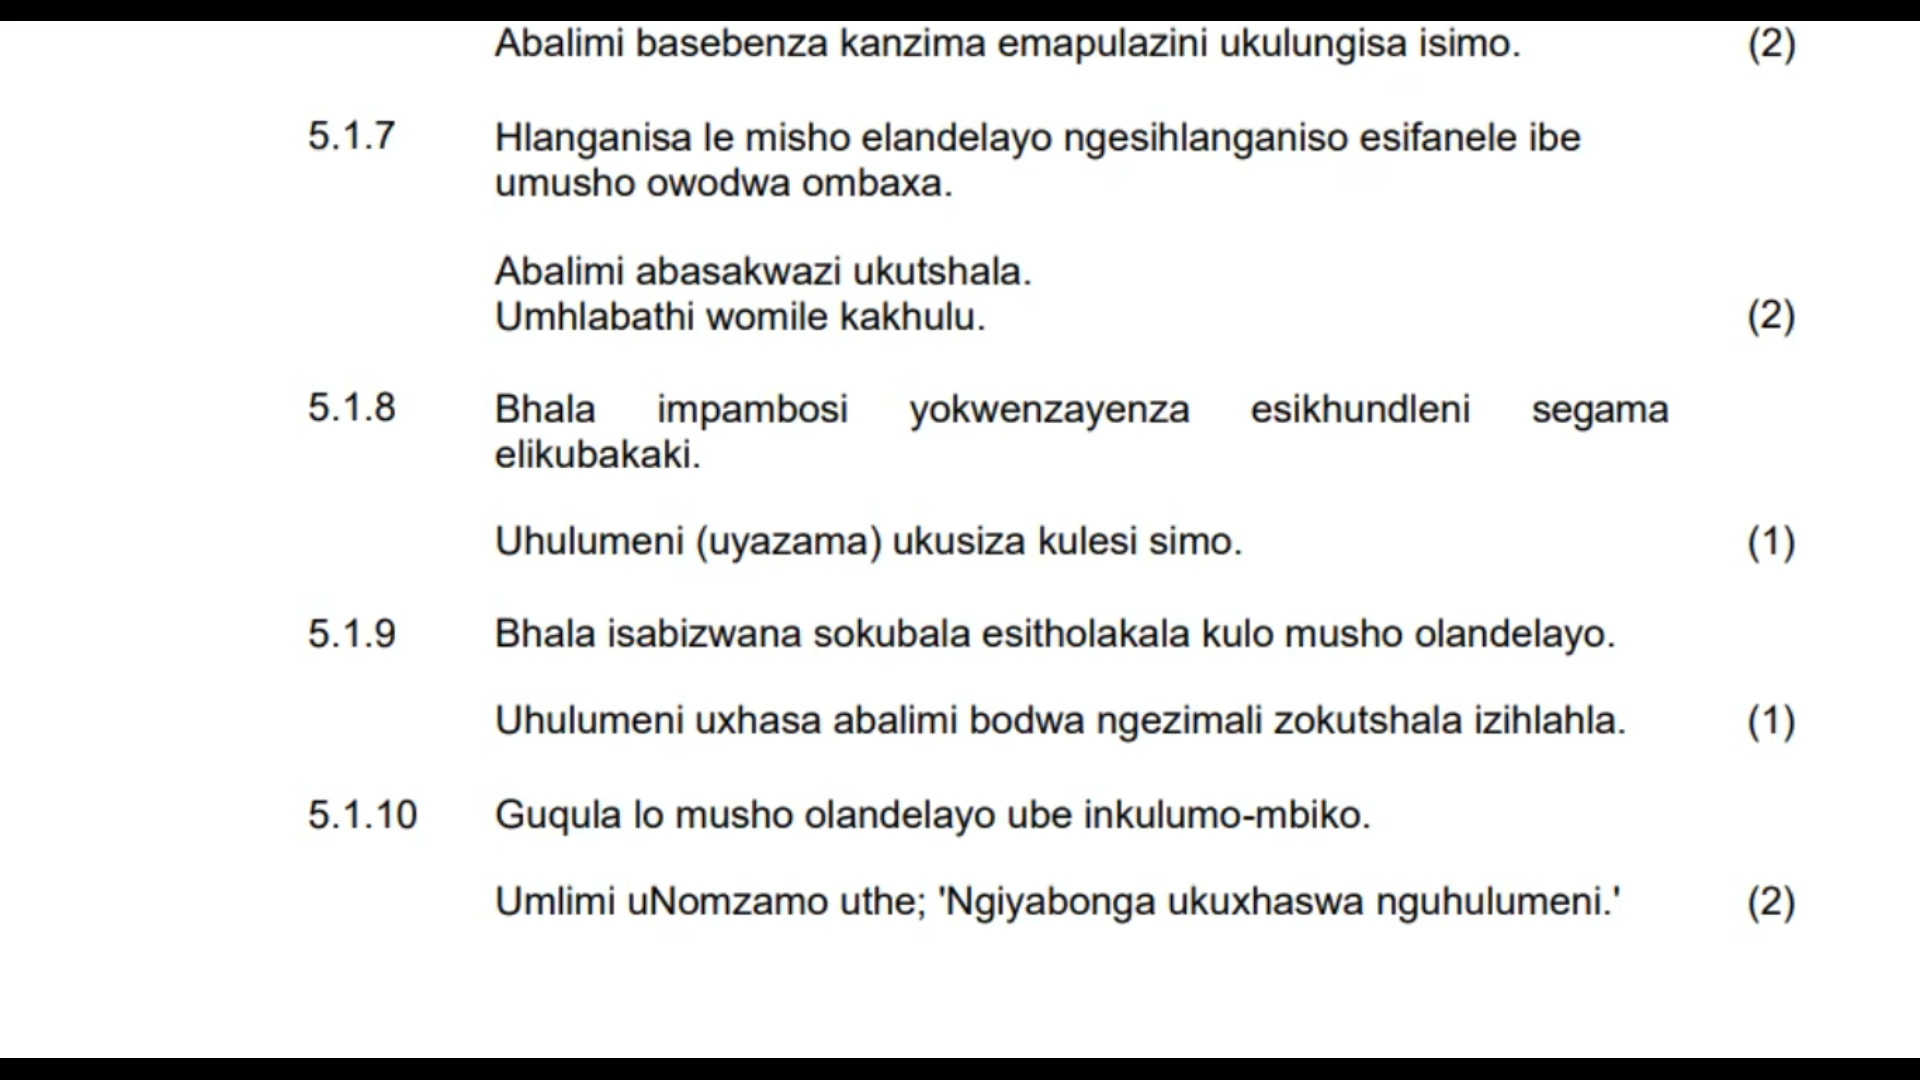 Abalimi basebenza kanzima emapulazini ukulungisa isimo. (2)
5.1.7 Hlanganisa le misho elandelayo ngesihlanganiso esifanele ibe
umusho owodwa ombaxa.
Abalimi abasakwazi ukutshala.
Umhlabathi womile kakhulu. (2)
5.1.8 Bhala impambosi yokwenzayenza esikhundleni segama
elikubakaki.
Uhulumeni (uyazama) ukusiza kulesi simo. (1)
5.1.9 Bhala isabizwana sokubala esitholakala kulo musho olandelayo.
Uhulumeni uxhasa abalimi bodwa ngezimali zokutshala izihlahla. (1)
5.1.10 Guqula lo musho olandelayo ube inkulumo-mbiko.
Umlimi uNomzamo uthe; 'Ngiyabonga ukuxhaswa nguhulumeni.' (2)